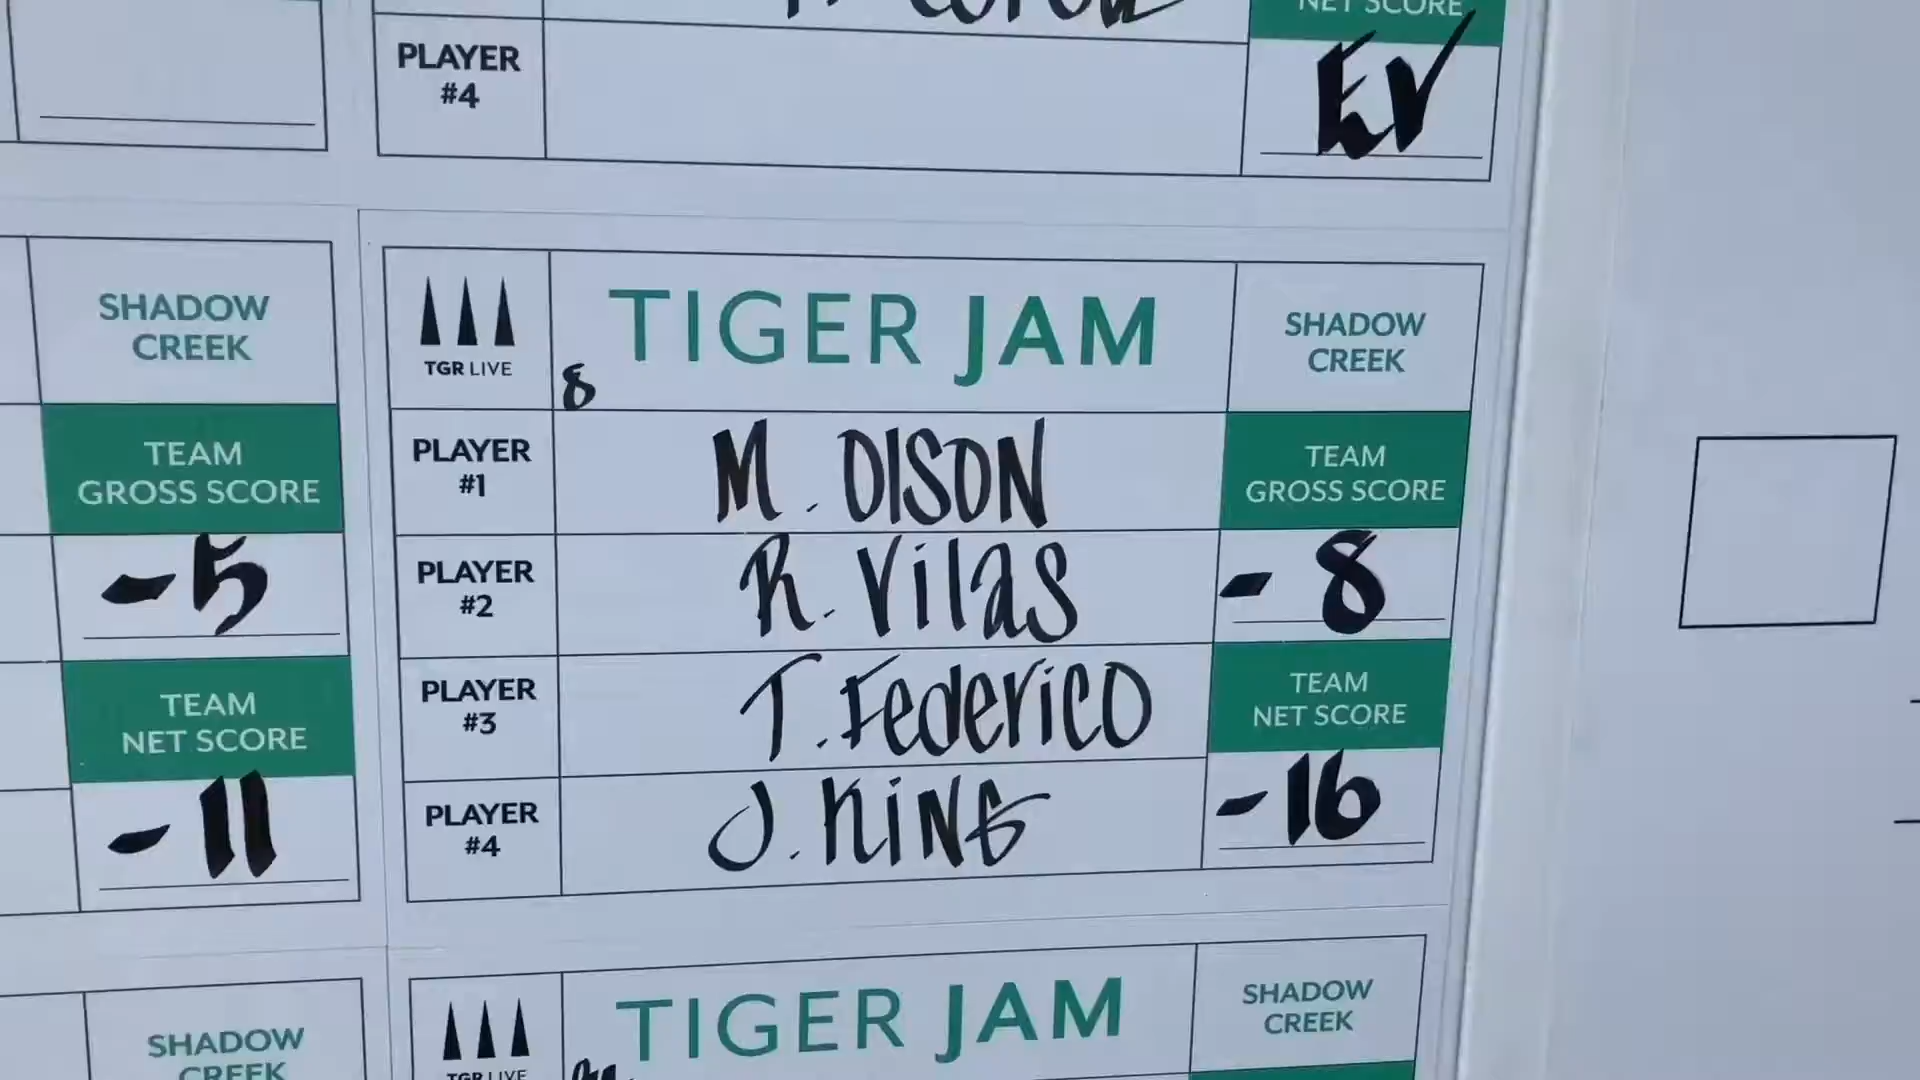 NET SCORE
PLAYER
#4
EV
SHADOW
CREEK
TEAM
GROSS SCORE
-5
TEAM
NET SCORE
-11
TGR LIVE
8
TIGER JAM
SHADOW
CREEK
PLAYER
#1
M. OlSON
TEAM
GROSS SCORE
PLAYER
#2
R. Vilas
-8
PLAYER
#3
T. Federico
TEAM
NET SCORE
PLAYER
#4
J. KiNG
-16
SHADOW
CREEK
TGR LIVE
TIGER JAM
SHADOW
CREEK